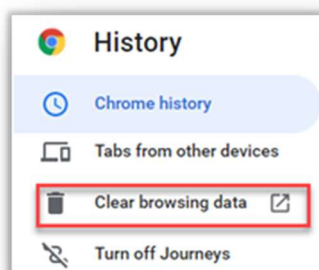 History
Chrome history
Tabs from other devices
Clear browsing data
Turn off Journeys